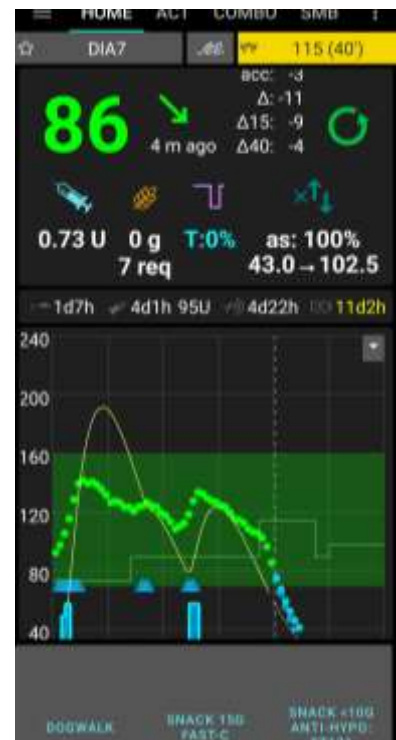 HOME ACT COMBO SMB
DIA7
115 (40')
86
4 m ago
acc: -3
Δ: -11
Δ15: -9
Δ40: -4
0.73 U
0 g
7 req
T:0%
as: 100%
43.0→102.5
1d7h
4d1h 95U
4d22h
11d2h
240
200
160
120
80
40
DOGWALK
SNACK 15G
FAST-C
SNACK <10G
ANTI-HYPO: